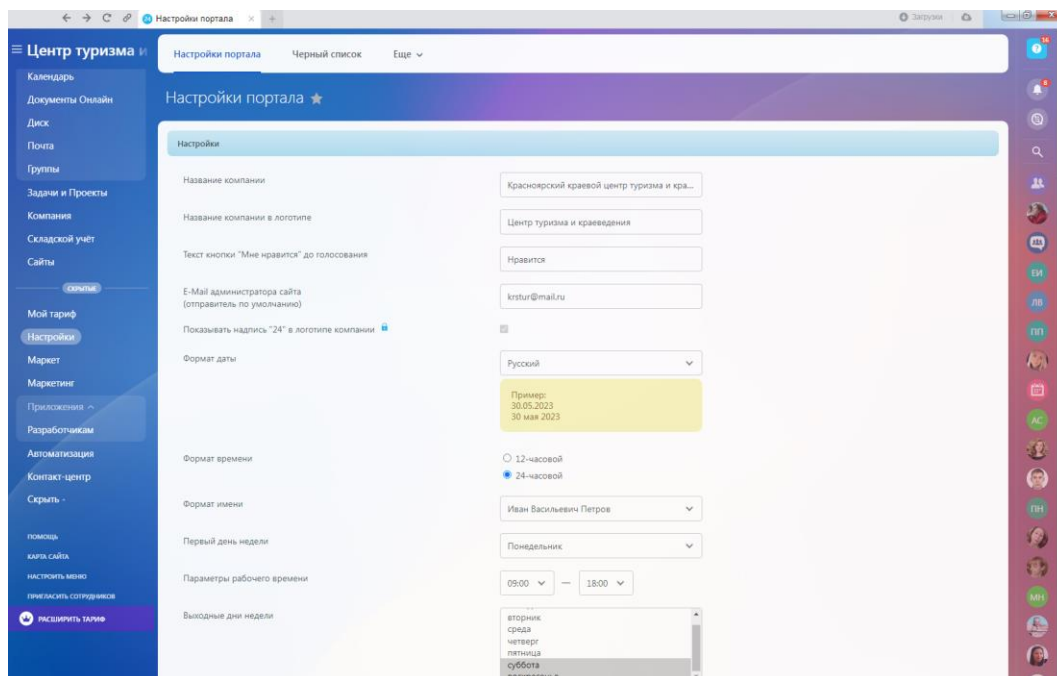 24 Настройки портала
Загрузки
Центр туризма и
Календарь
Документы Онлайн
Диск
Почта
Группы
Задачи и Проекты
Компания
Складской учёт
Сайты
СКРЫТЫЕ
Мой тариф
Настройки
Маркет
Маркетинг
Приложения
Разработчикам
Автоматизация
Контакт-центр
Скрыть -
ПОМОЩЬ
КАРТА САЙТА
НАСТРОИТЬ МЕНЮ
ПРИГЛАСИТЬ СОТРУДНИКОВ
РАСШИРИТЬ ТАРИФ
Настройки портала Черный список Еще
Настройки портала
Настройки
Название компании
Красноярский краевой центр туризма и кра...
Название компании в логотипе
Центр туризма и краеведения
Текст кнопки "Мне нравится" до голосования
Нравится
E-Mail администратора сайта
(отправитель по умолчанию)
krstur@mail.ru
Показывать надпись "24" в логотипе компании
Формат даты
Русский
Пример:
30.05.2023
30 мая 2023
Формат времени
12-часовой
24-часовой
Формат имени
Иван Васильевич Петров
Первый день недели
Понедельник
Параметры рабочего времени
09:00 — 18:00
Выходные дни недели
вторник
среда
четверг
пятница
суббота
воскресенье
?
ЕИ
ЛВ
ПП
АС
ПН
МН